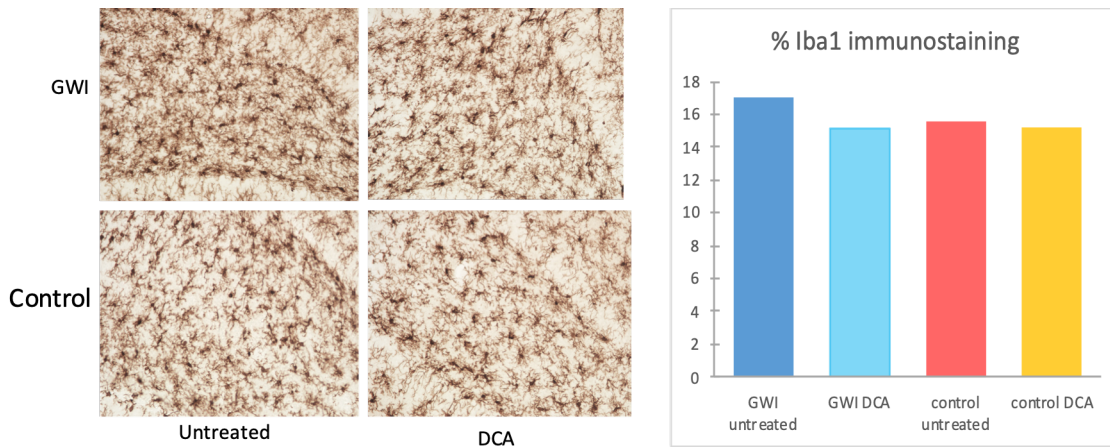 GWI
Control
Untreated
DCA
% Iba1 immunostaining
18
16
14
12
10
8
6
4
2
0
GWI
untreated
GWI DCA
control
untreated
control DCA